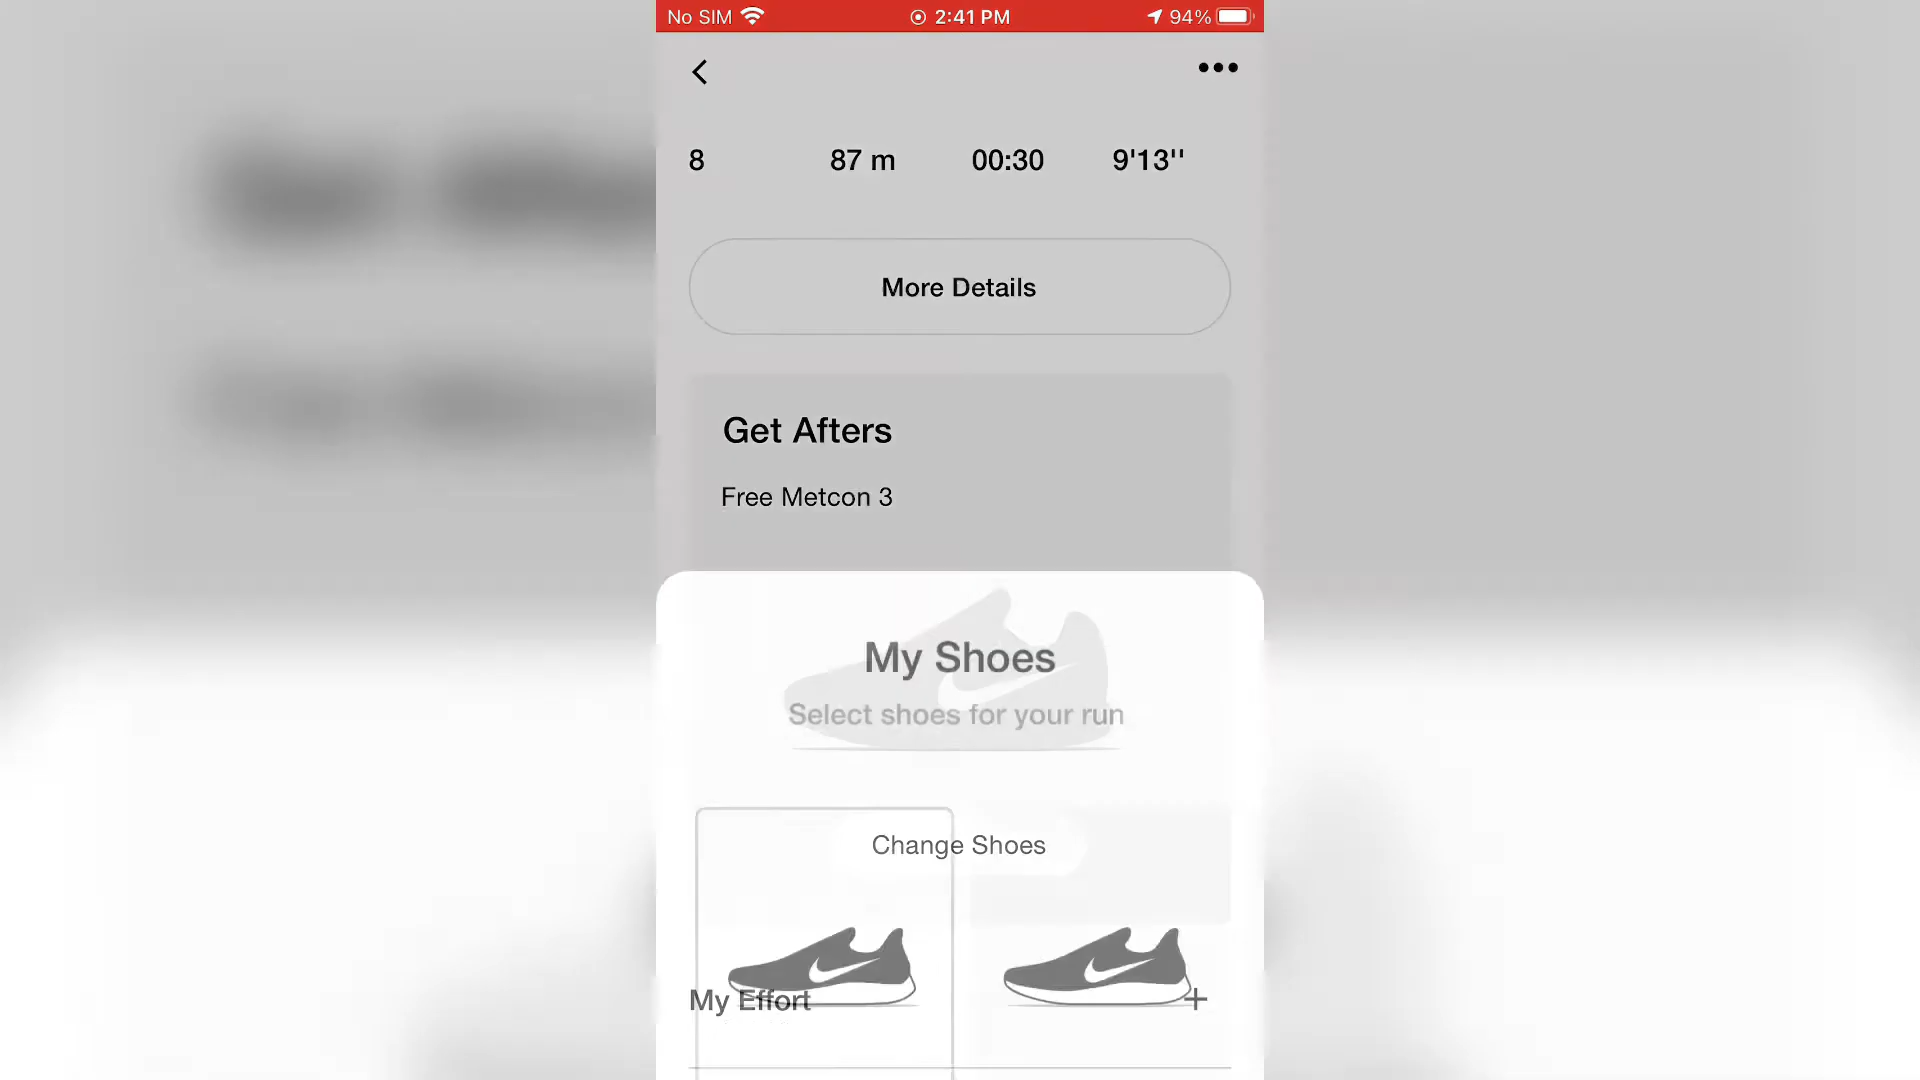 No SIM 2:41 PM 94%
8 87 m 00:30 9'13''
More Details
Get Afters
Free Metcon 3
My Shoes
Select shoes for your run
Change Shoes
My Effort +